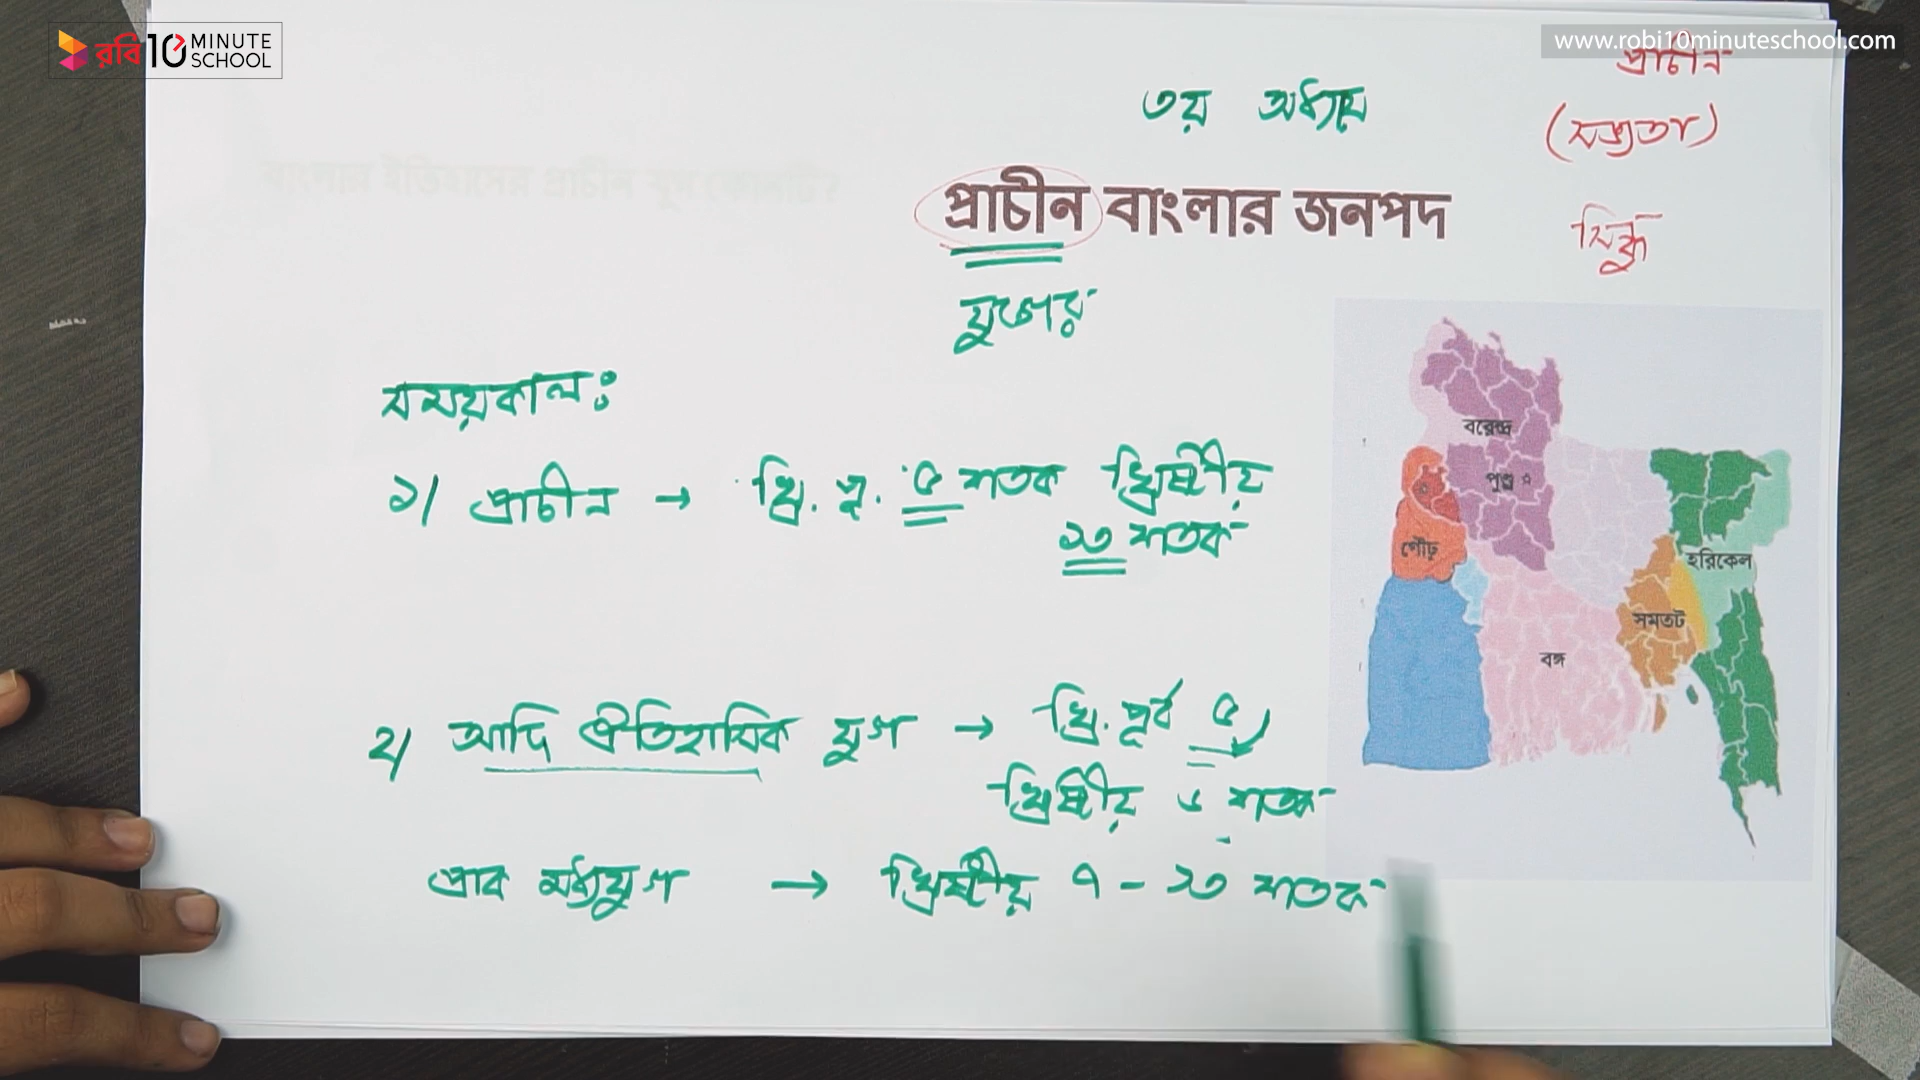 রবি 10 MINUTE SCHOOL
www.robi10minuteschool.com
প্রাচীন
(সভ্যতা)
সিন্ধু
৩য় অধ্যায়
প্রাচীন বাংলার জনপদ
যুগের
সময়কাল:
১) প্রাচীন → খ্রি. পূ. ৫ শতক খ্রিষ্টীয়
১৩ শতক
২) আদি ঐতিহাসিক যুগ → খ্রি. পূর্ব ৫
খ্রিষ্টীয় ৬ শতক
প্রাক মধ্যযুগ → খ্রিষ্টীয় ৭ - ১৩ শতক
বরেন্দ্র
পুণ্ড্র
গৌড়
হরিকেল
সমতট
বঙ্গ